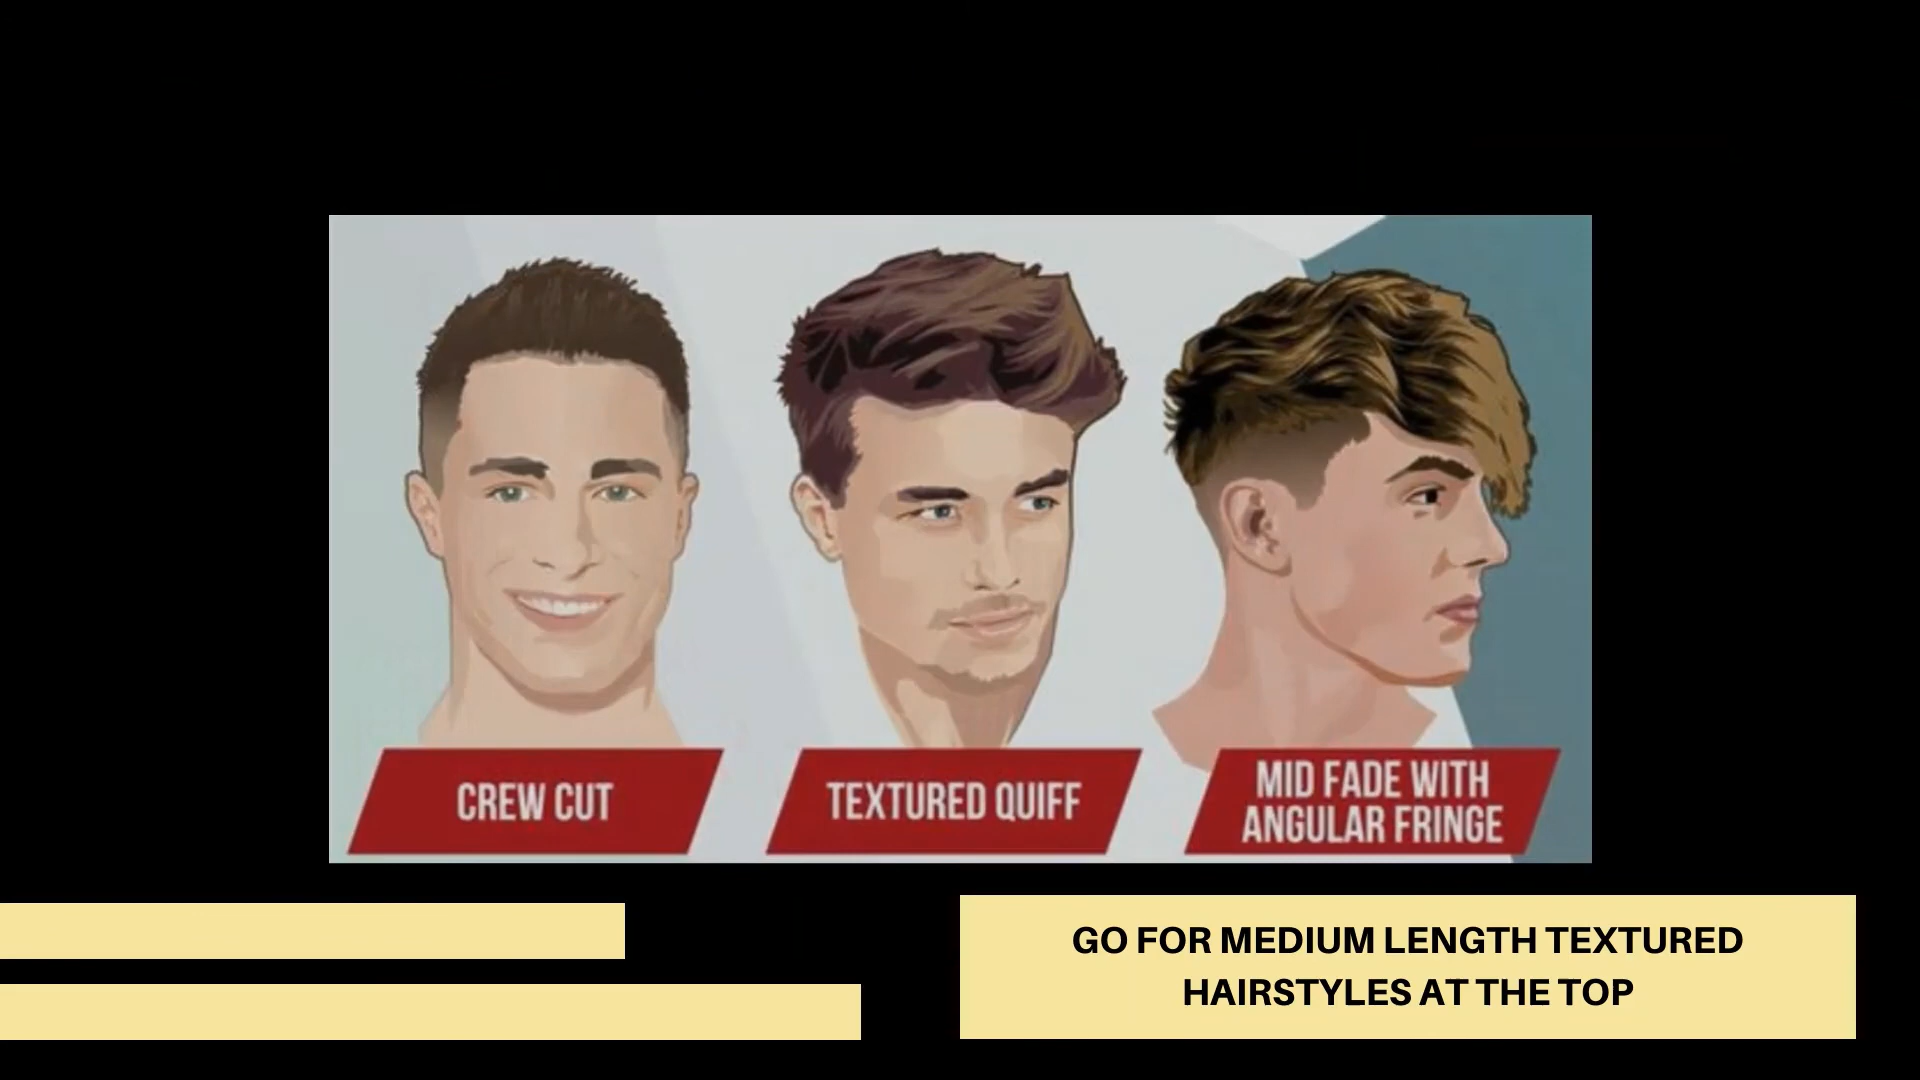 CREW CUT
TEXTURED QUIFF
MID FADE WITH
ANGULAR FRINGE
GO FOR MEDIUM LENGTH TEXTURED
HAIRSTYLES AT THE TOP